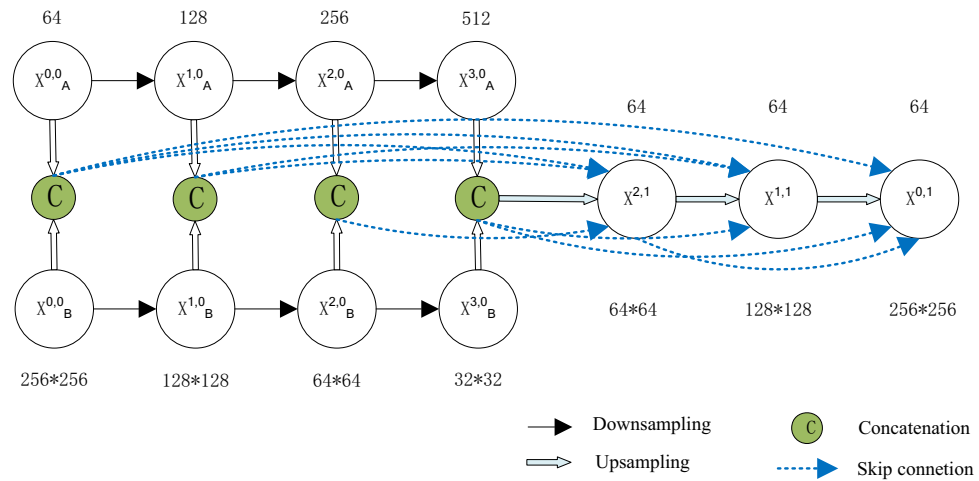 64 128 256 512
X0,0A X1,0A X2,0A X3,0A
64 64 64
C C C C X2,1 X1,1 X0,1
X0,0B X1,0B X2,0B X3,0B
64*64 128*128 256*256
256*256 128*128 64*64 32*32
Downsampling C Concatenation
Upsampling Skip connetion